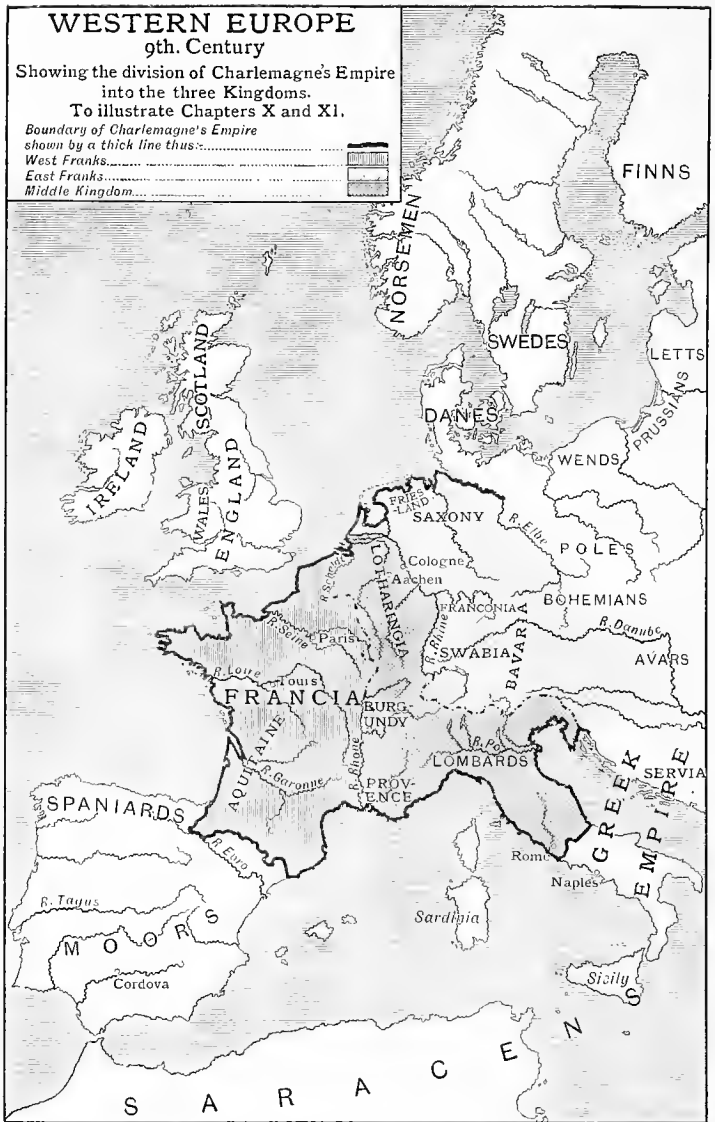 WESTERN EUROPE
9th. Century
Showing the division of Charlemagne's Empire
into the three Kingdoms.
To illustrate Chapters X and XI.
Boundary of Charlemagne's Empire
shown by a thick line thus:-
West Franks
East Franks
Middle Kingdom
FINNS
NORSEMEN
SWEDES
LETTS
PRUSSIANS
DANES
SCOTLAND
IRELAND
WALES
ENGLAND
WENDS
FRIES
-LAND
SAXONY
R. Elbe
POLES
R. Scheldt
LOTHARINGIA
Cologne
Aachen
FRANCONIA
BOHEMIANS
R. Seine
Paris
R. Rhine
SWABIA
BAVARIA
R. Danube
AVARS
R. Loire
Tours
FRANCIA
BURG
UNDY
AQUITAINE
R. Garonne
R. Rhone
PROV-
ENCE
R. Po
LOMBARDS
SERVIA
GREEK
EMPIRE
SPANIARDS
R. Ebro
Rome
Naples
R. Tagus
MOORS
Cordova
Sardinia
Sicily
SARACENS